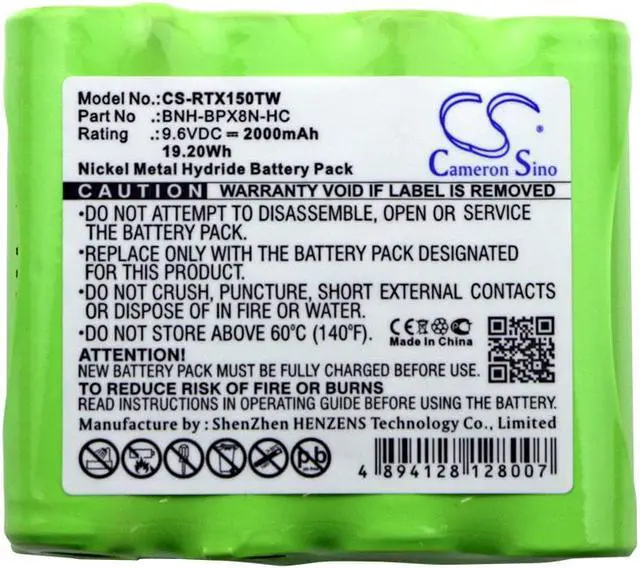 Model No.:CS-RTX150TW
Part No : BNH-BPX8N-HC
Rating : 9.6VDC ⎓ 2000mAh
19.20Wh
Nickel Metal Hydride Battery Pack
CS
Cameron Sino
CAUTION WARRANTY VOID IF LABEL IS REMOVED
•DO NOT ATTEMPT TO DISASSEMBLE, OPEN OR SERVICE
THE BATTERY PACK.
•REPLACE ONLY WITH THE BATTERY PACK DESIGNATED
FOR THIS PRODUCT.
•DO NOT CRUSH, PUNCTURE, SHORT EXTERNAL CONTACTS
OR DISPOSE OF IN FIRE OR WATER.
•DO NOT STORE ABOVE 60°C (140°F).
CE
Made In China
ATTENTION!
NEW BATTERY PACK MUST BE FULLY CHARGED BEFORE USE.
TO REDUCE RISK OF FIRE OR BURNS
READ INSTRUCTIONS IN OPERATING GUIDE BEFORE USING BATTERY.
Manufacture by : ShenZhen HENZENS Technology Co., Limited
pb
4 894128 128007